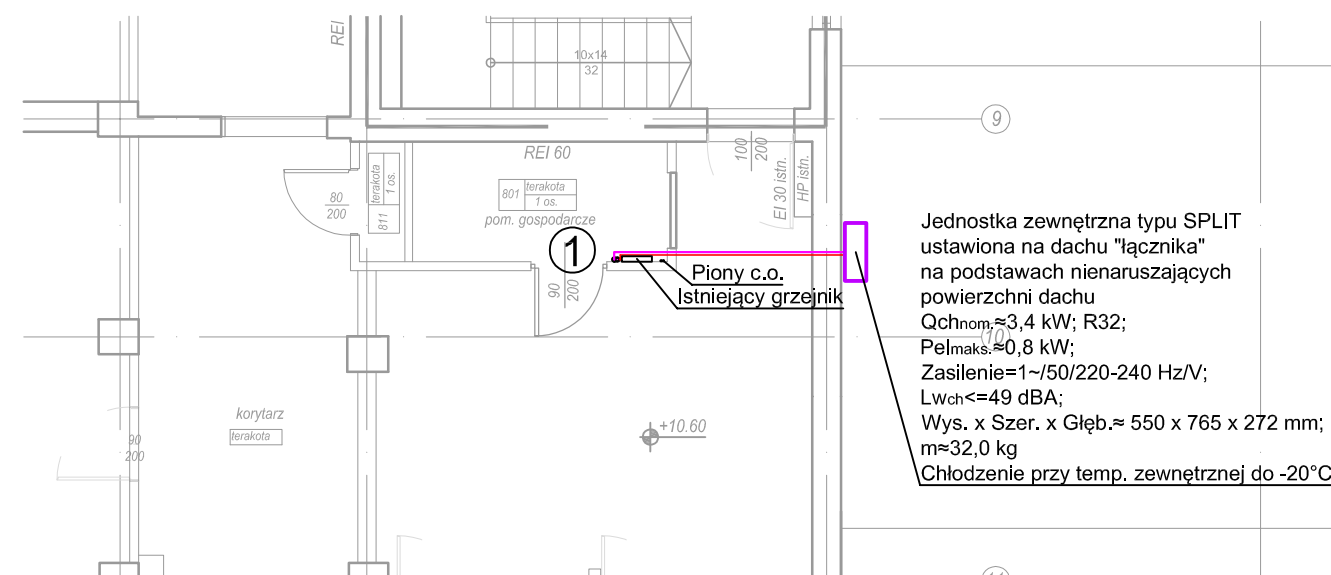 REI
10x14
32
9
REI 60
100
200
EI 30 istn.
HP istn.
terakota
1 os.
811
80
200
801
terakota
1 os.
pom. gospodarcze
1
90
200
Piony c.o.
Istniejący grzejnik
Jednostka zewnętrzna typu SPLIT
ustawiona na dachu "łącznika"
na podstawach nienaruszających
powierzchni dachu
Qchnom.≈3,4 kW; R32;
Pelmaks.≈0,8 kW;
Zasilenie=1~/50/220-240 Hz/V;
Lwch<=49 dBA;
Wys. x Szer. x Głęb.≈ 550 x 765 x 272 mm;
m≈32,0 kg
Chłodzenie przy temp. zewnętrznej do -20°C
10
korytarz
terakota
90
200
+10.60